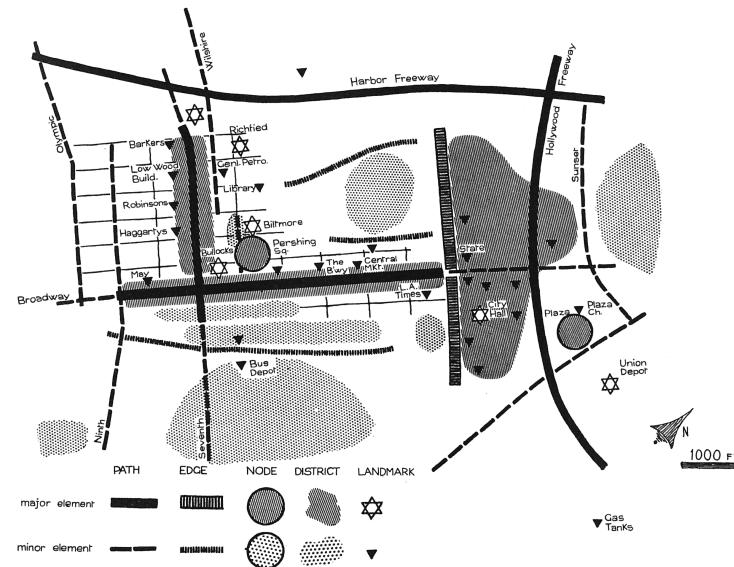 Wilshire
Harbor Freeway
Freeway
Hollywood
Olympic
Sunset
Barkers
Richfied
Low Wood
Build.
Genl. Petro.
Library
Robinsons
Haggartys
Biltmore
Bullocks
Pershing
Sq.
State
May
The
B'wy
Central
Mkt.
Broadway
L.A.
Times
City
Hall
Plaza
Plaza
Ch.
Bus
Depot
Union
Depot
Ninth
Seventh
N
1000 F
PATH EDGE NODE DISTRICT LANDMARK
major element
minor element
Gas
Tanks